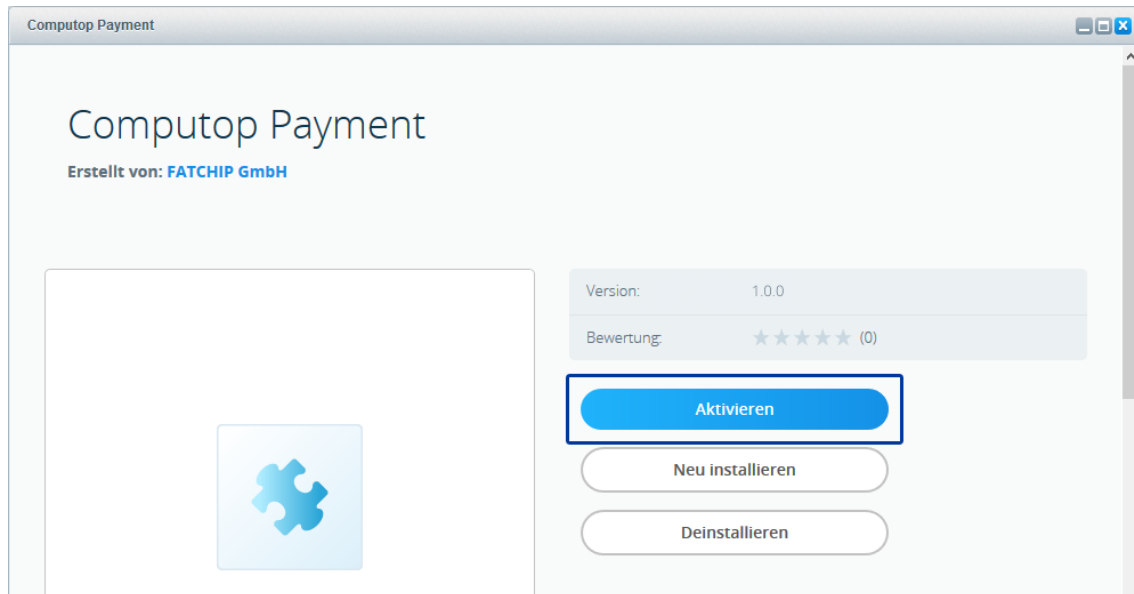 Computop Payment
Computop Payment
Erstellt von: FATCHIP GmbH
Version: 1.0.0
Bewertung: (0)
Aktivieren
Neu installieren
Deinstallieren